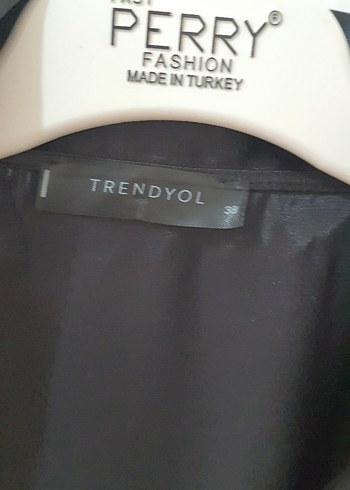 PERRY®
FASHION
MADE IN TURKEY
TRENDYOL
38